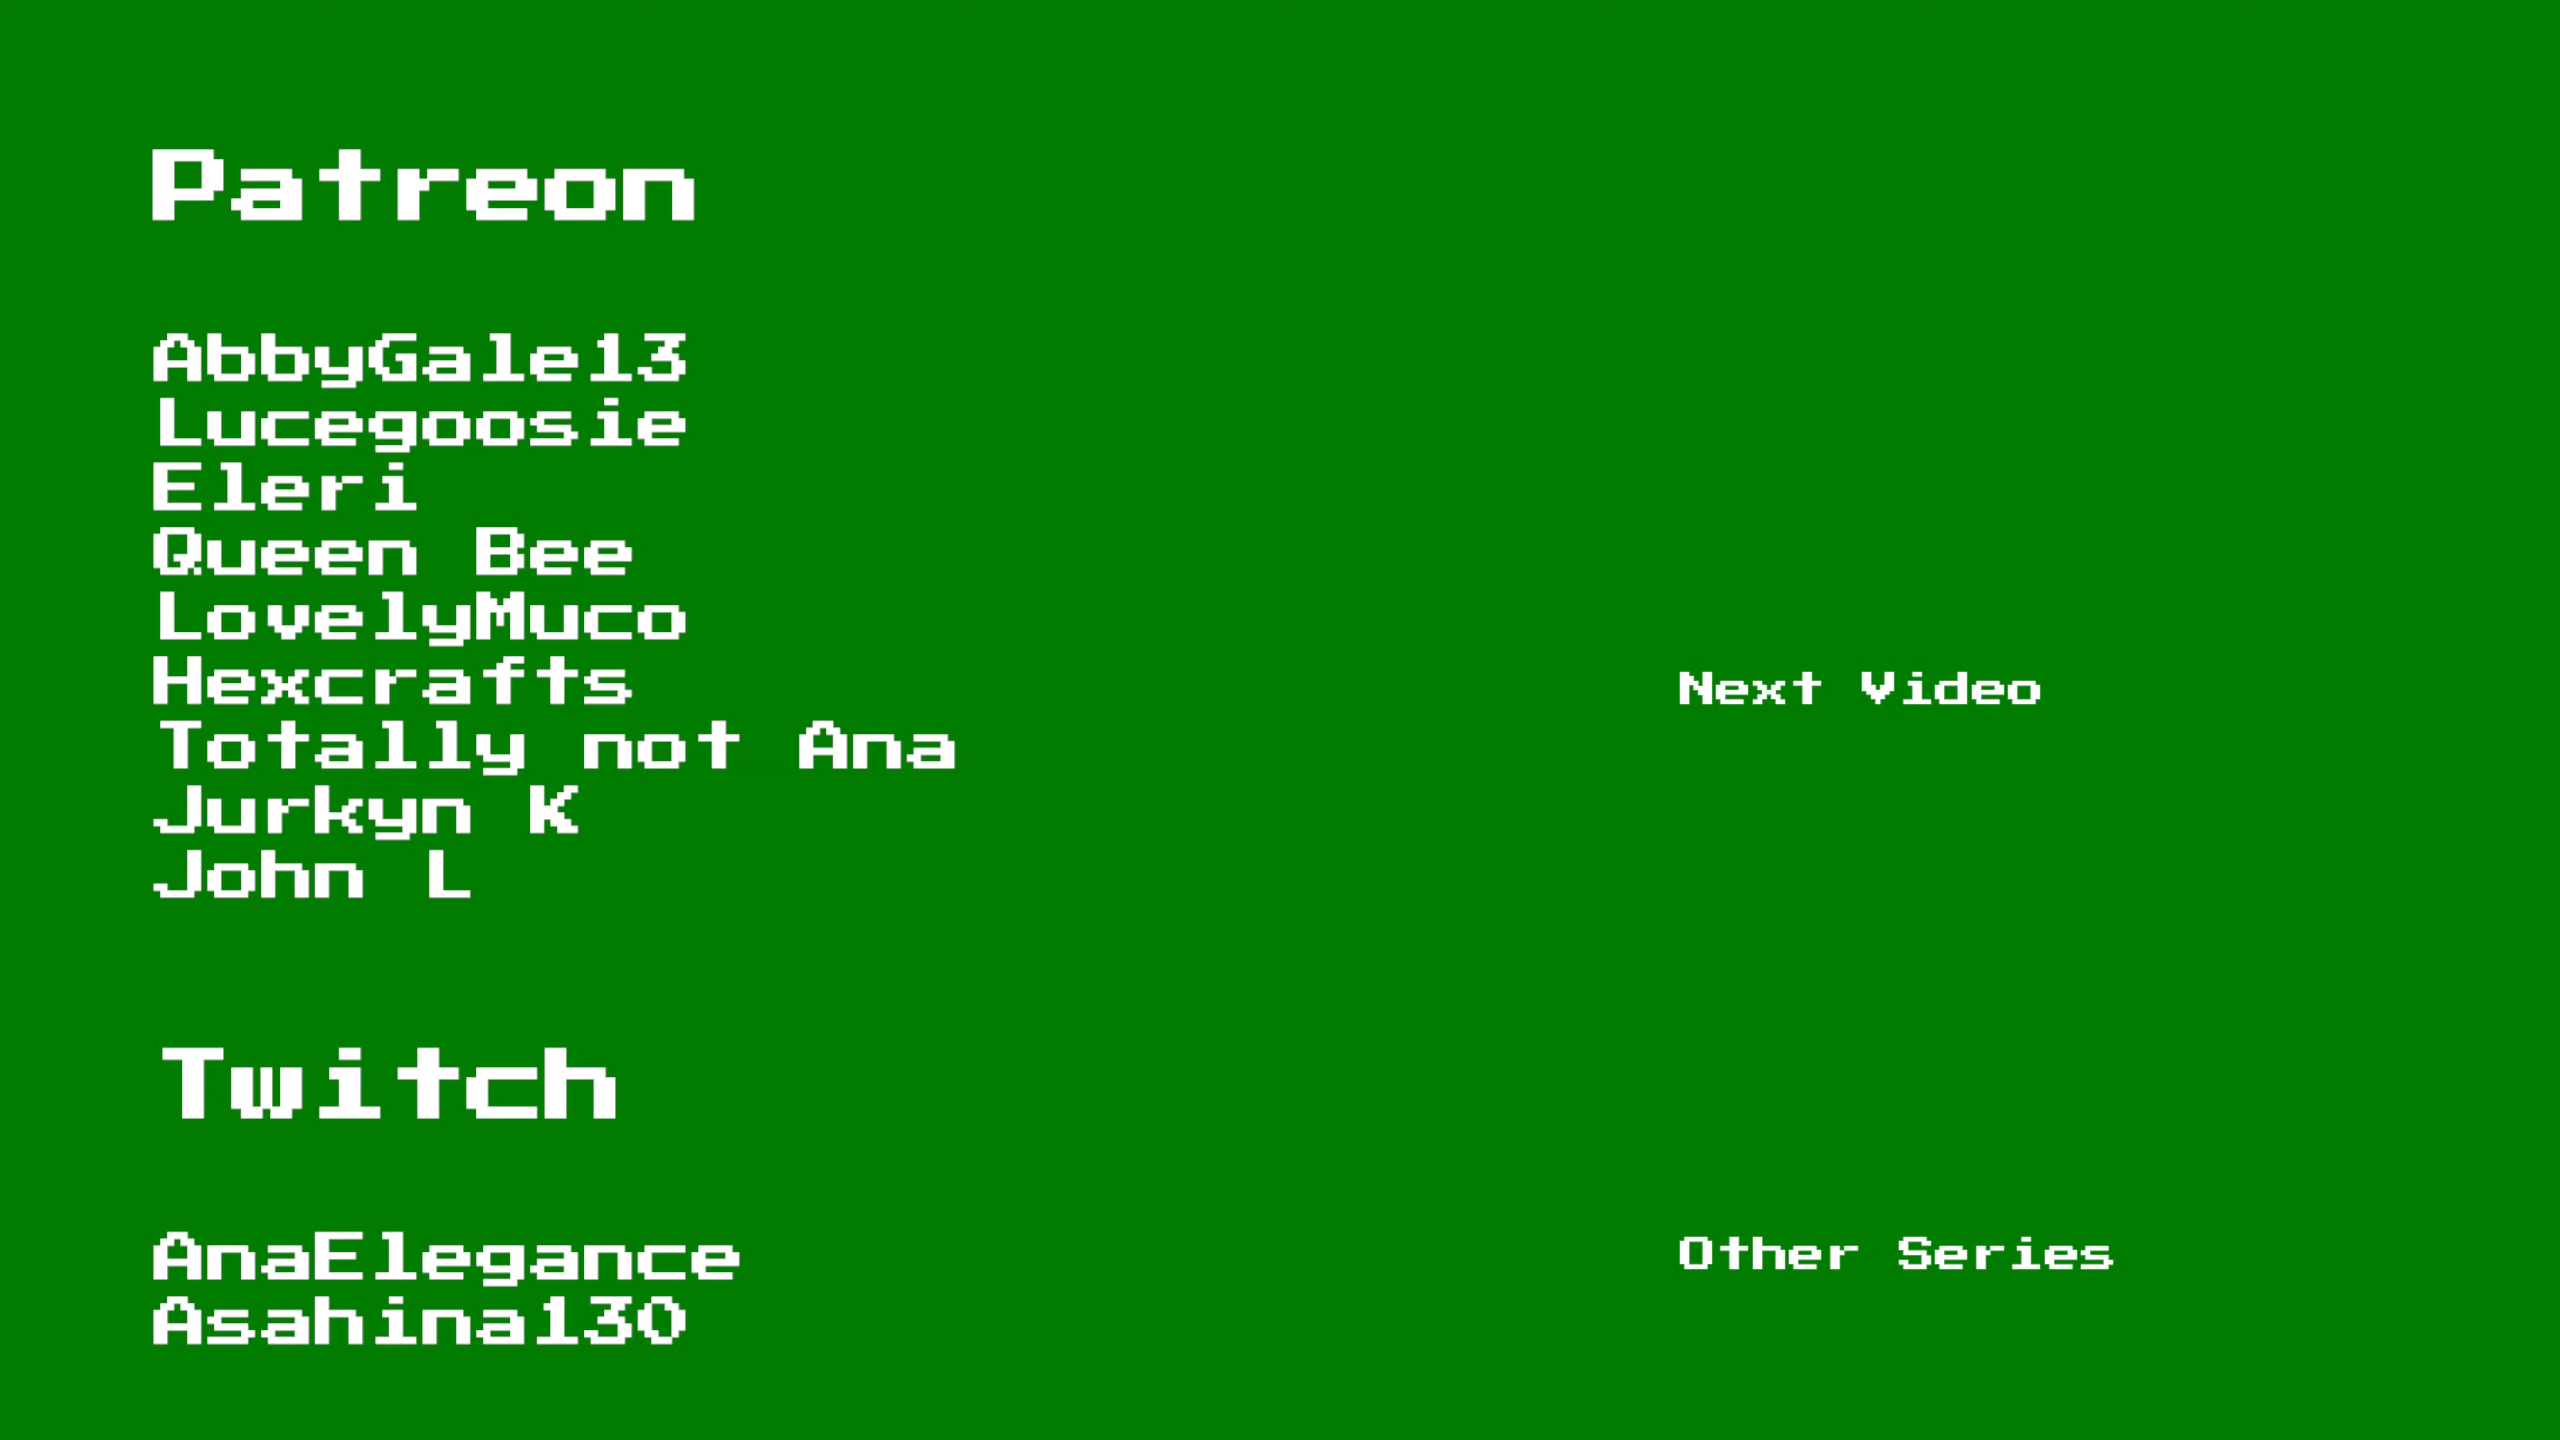 Patreon
AbbyGale13
Lucegoosie
Eleri
Queen Bee
LovelyMuco
Hexcrafts
Totally not Ana
Jurkyn K
John L
Twitch
AnaElegance
Asahina130
Next Video
Other Series